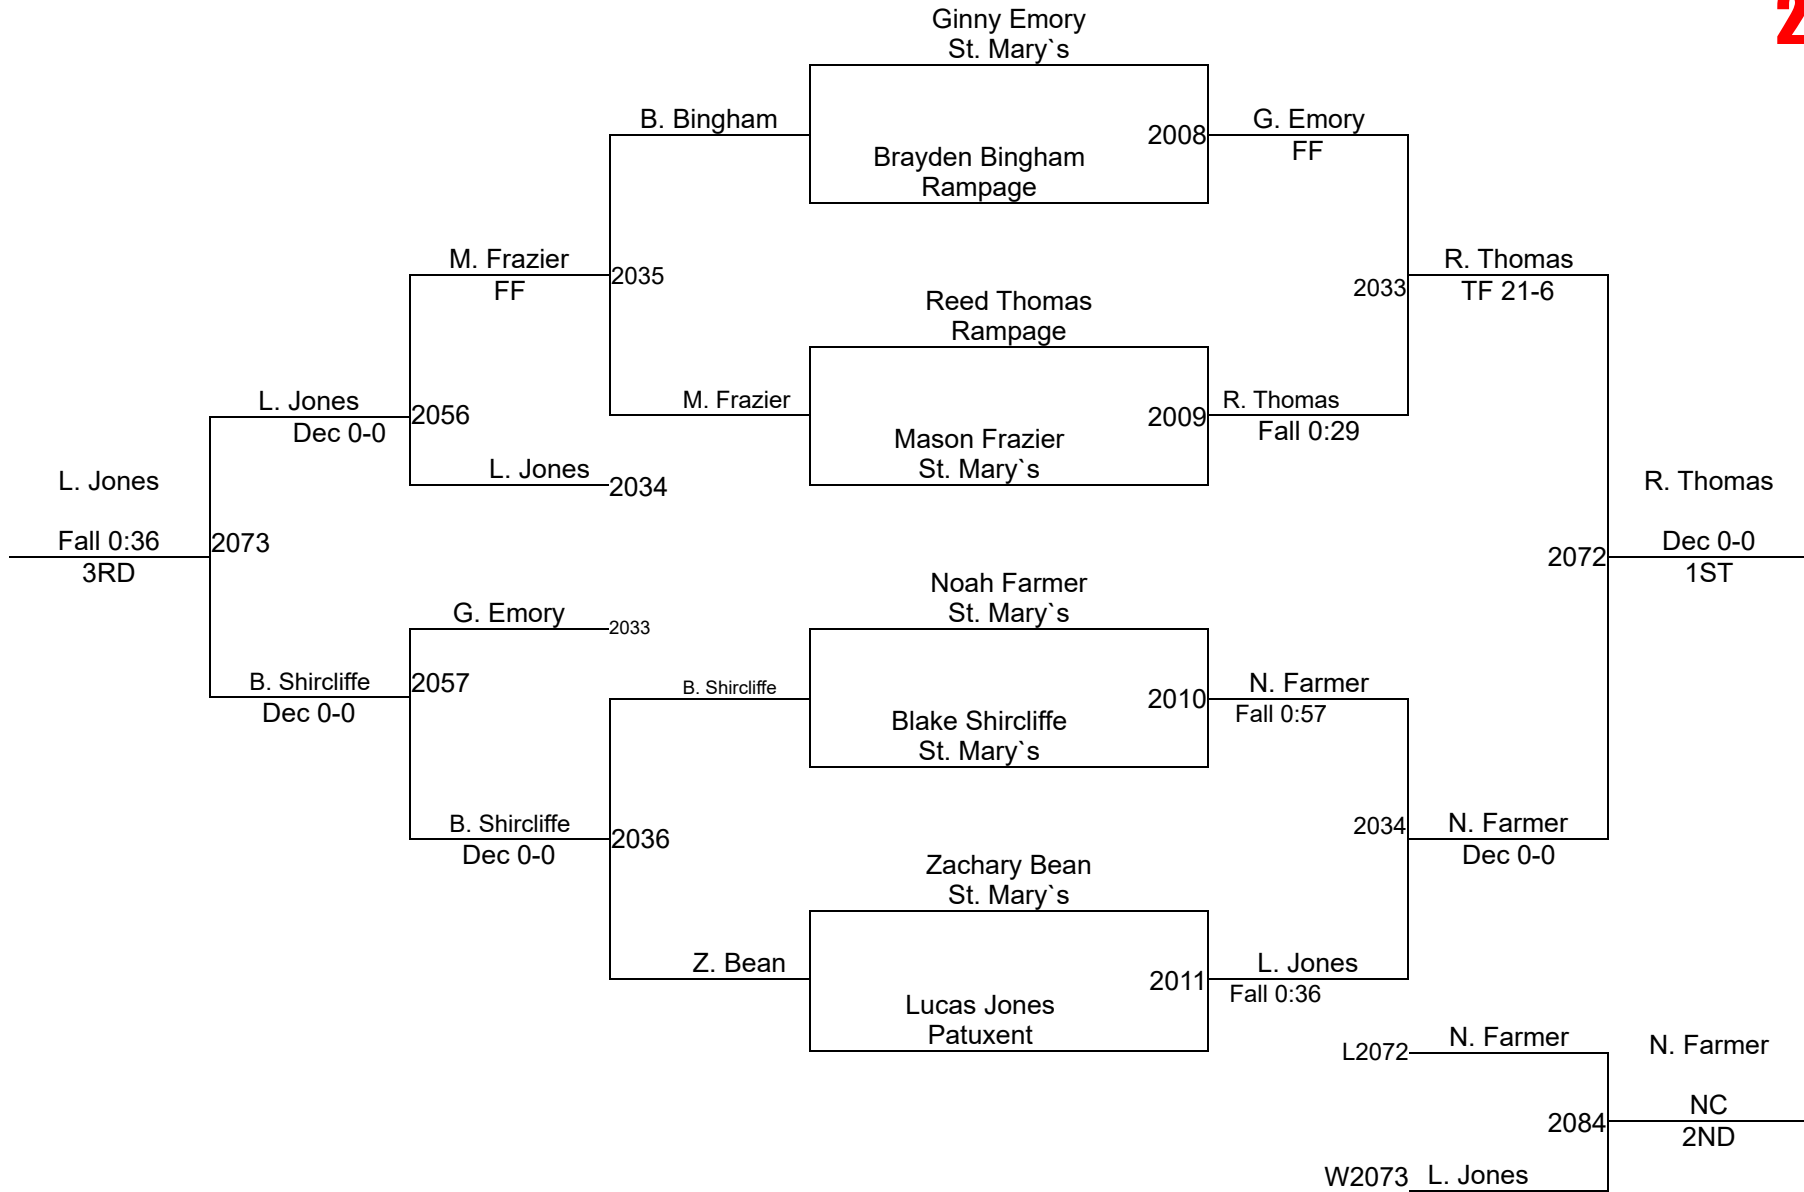 2
Ginny Emory
St. Mary`s
B. Bingham
2008
G. Emory
FF
Brayden Bingham
Rampage
M. Frazier
FF
2035
Reed Thomas
Rampage
2033
R. Thomas
TF 21-6
L. Jones
Dec 0-0
2056
M. Frazier
2009
R. Thomas
Fall 0:29
Mason Frazier
St. Mary`s
L. Jones
2034
L. Jones
Fall 0:36
3RD
2073
R. Thomas
2072
Dec 0-0
1ST
Noah Farmer
St. Mary`s
G. Emory
2033
B. Shircliffe
Dec 0-0
2057
B. Shircliffe
2010
N. Farmer
Fall 0:57
Blake Shircliffe
St. Mary`s
B. Shircliffe
Dec 0-0
2036
2034
N. Farmer
Dec 0-0
Zachary Bean
St. Mary`s
Z. Bean
2011
L. Jones
Fall 0:36
Lucas Jones
Patuxent
L2072
N. Farmer
N. Farmer
2084
NC
2ND
W2073
L. Jones